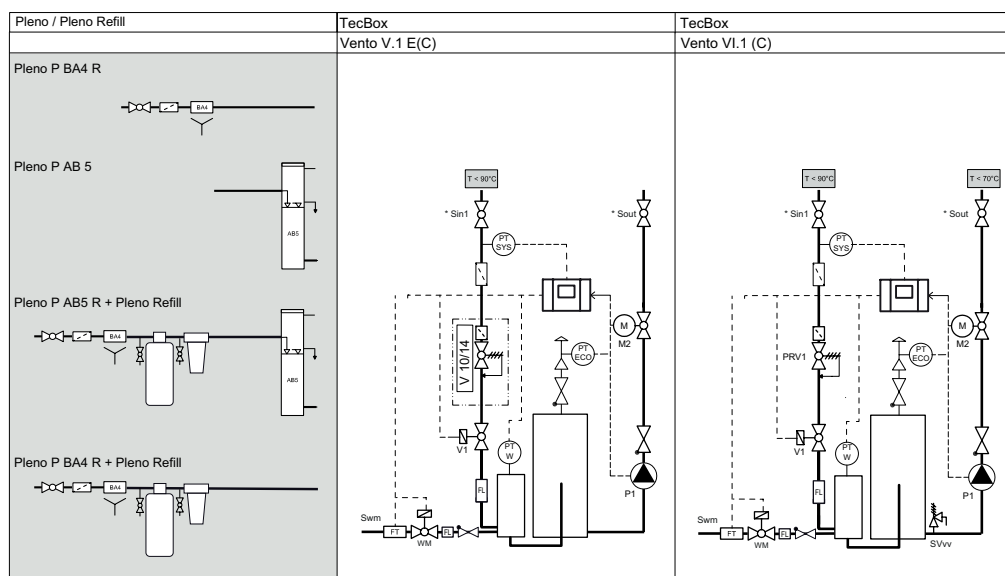 Pleno / Pleno Refill
TecBox
TecBox
Vento V.1 E(C)
Vento VI.1 (C)
Pleno P BA4 R
BA4
Pleno P AB 5
AB5
Pleno P AB5 R + Pleno Refill
BA4
AB5
Pleno P BA4 R + Pleno Refill
BA4
T < 90°C
* Sin1
* Sout
PT
SYS
M
M2
V 10/14
PT
ECO
V1
PT
W
FL
P1
Swm
FT
WM
FL
T < 90°C
T < 70°C
* Sin1
* Sout
PT
SYS
M
M2
PRV1
PT
ECO
V1
PT
W
FL
P1
Swm
FT
WM
FL
SVvv